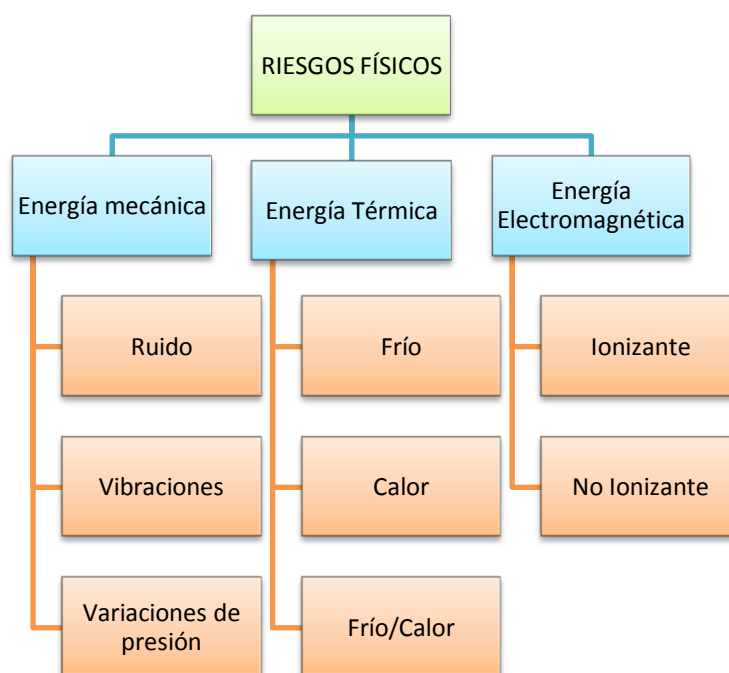 RIESGOS FÍSICOS
Energía mecánica
Ruido
Vibraciones
Variaciones de
presión
Energía Térmica
Frío
Calor
Frío/Calor
Energía
Electromagnética
Ionizante
No Ionizante